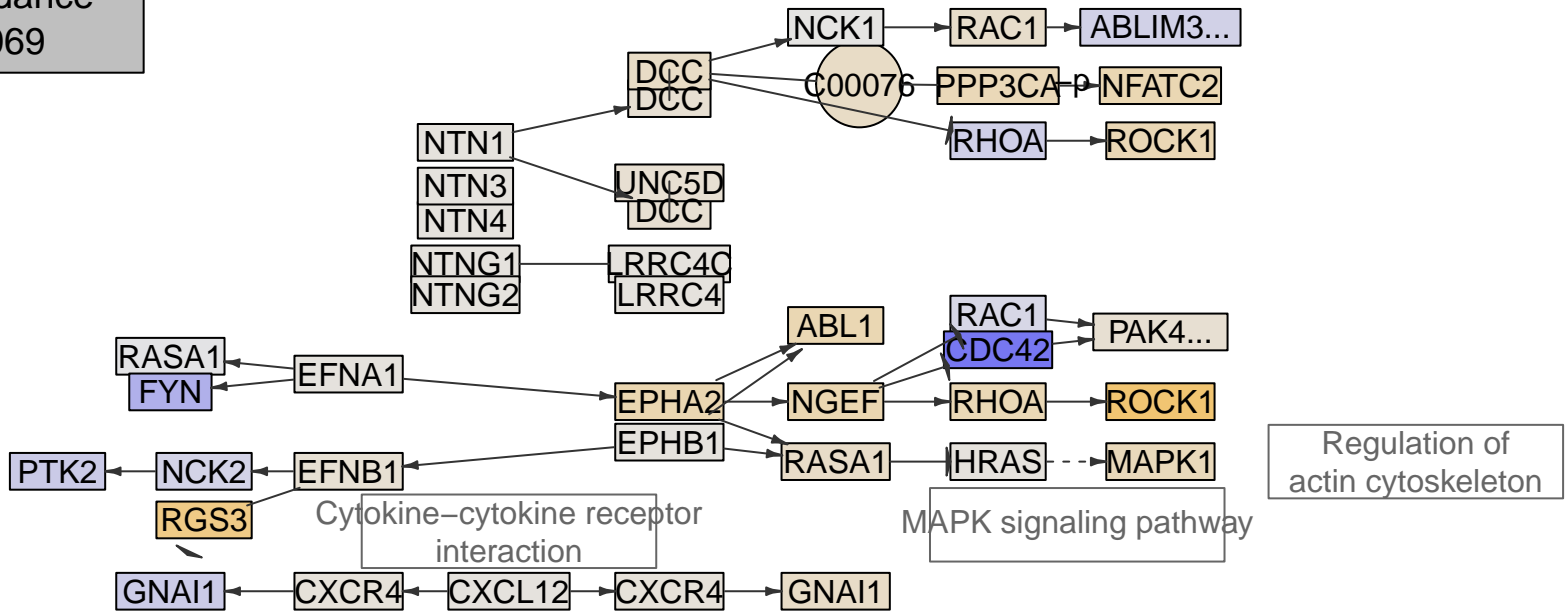 069
NCK1
RAC1
ABLIM3...
DCC
DCC
C00076
PPP3CA
–p
NFATC2
NTN1
RHOA
ROCK1
NTN3
UNC5D
NTN4
DCC
NTNG1
LRRC4C
NTNG2
LRRC4
ABL1
RAC1
PAK4...
RASA1
CDC42
EFNA1
FYN
EPHA2
NGEF
RHOA
ROCK1
EPHB1
Regulation of
actin cytoskeleton
PTK2
NCK2
EFNB1
RASA1
HRAS
MAPK1
RGS3
Cytokine–cytokine receptor
interaction
MAPK signaling pathway
GNAI1
CXCR4
CXCL12
CXCR4
GNAI1